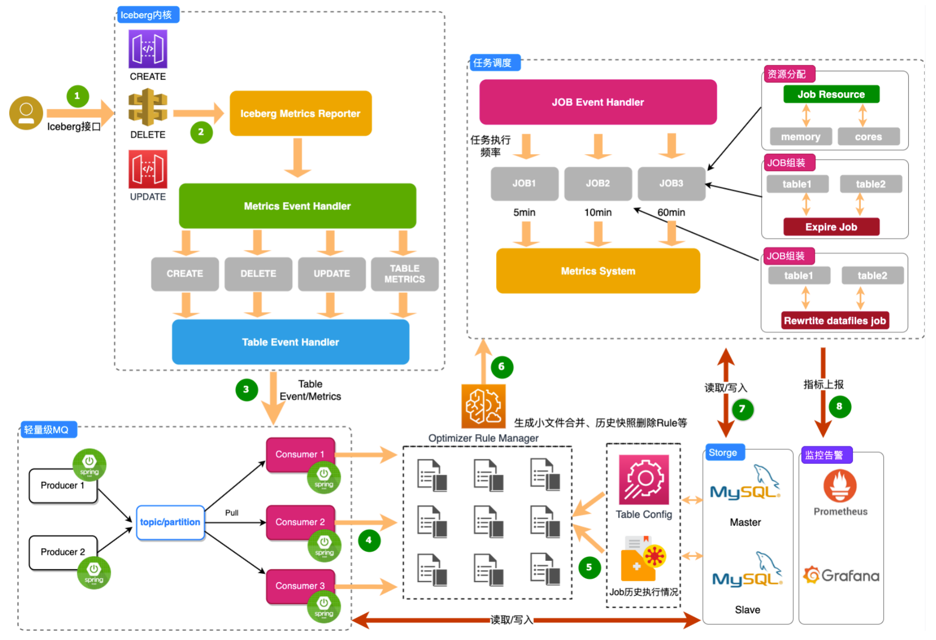 Iceberg内核
CREATE
DELETE
UPDATE
1
Iceberg接口
2
Iceberg Metrics Reporter
Metrics Event Handler
CREATE
DELETE
UPDATE
TABLE
METRICS
Table Event Handler
3
Table
Event/Metrics
任务调度
JOB Event Handler
任务执行
频率
JOB1
JOB2
JOB3
5min
10min
60min
Metrics System
资源分配
Job Resource
memory
cores
JOB组装
table1
table2
Expire Job
JOB组装
table1
table2
Rewrtite datafiles job
6
生成小文件合并、历史快照删除Rule等
Optimizer Rule Manager
读取/写入
7
指标上报
8
轻量级MQ
Producer 1
spring
Producer 2
spring
topic/partition
Pull
Consumer 1
spring
Consumer 2
spring
Consumer 3
spring
4
5
Table Config
Job历史执行情况
Storge
MySQL
Master
MySQL
Slave
监控告警
Prometheus
Grafana
读取/写入